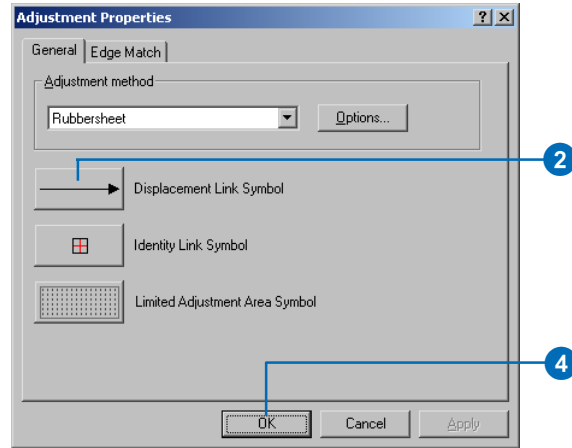 Adjustment Properties
General Edge Match
Adjustment method
Rubbersheet Options...
2
Displacement Link Symbol
Identity Link Symbol
Limited Adjustment Area Symbol
4
OK Cancel Apply